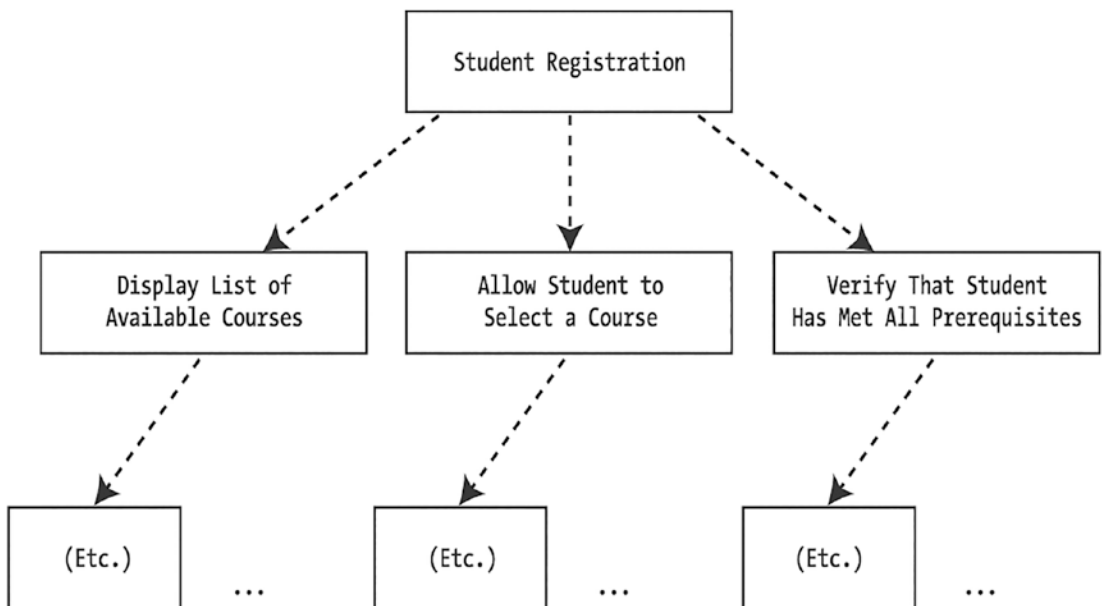 Student Registration
Display List of
Available Courses
Allow Student to
Select a Course
Verify That Student
Has Met All Prerequisites
(Etc.)
...
(Etc.)
...
(Etc.)
...